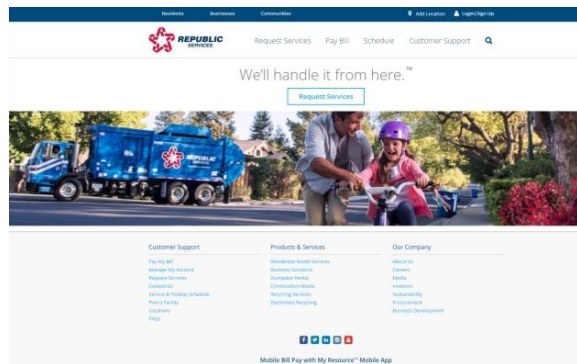 Residents Businesses Communities Add Location Login/Sign Up
REPUBLIC SERVICES Request Services Pay Bill Schedule Customer Support
We'll handle it from here.™
Request Services
REPUBLIC
SERVICES
Customer Support
Pay My Bill
Manage My Account
Request Services
Contact Us
Service & Holiday Schedule
Find a Facility
Locations
FAQs
Products & Services
Residential Waste Services
Business Solutions
Dumpster Rental
Construction Waste
Recycling Services
Electronics Recycling
Our Company
About Us
Careers
Media
Investors
Sustainability
Procurement
Business Development
Mobile Bill Pay with My Resource™ Mobile App